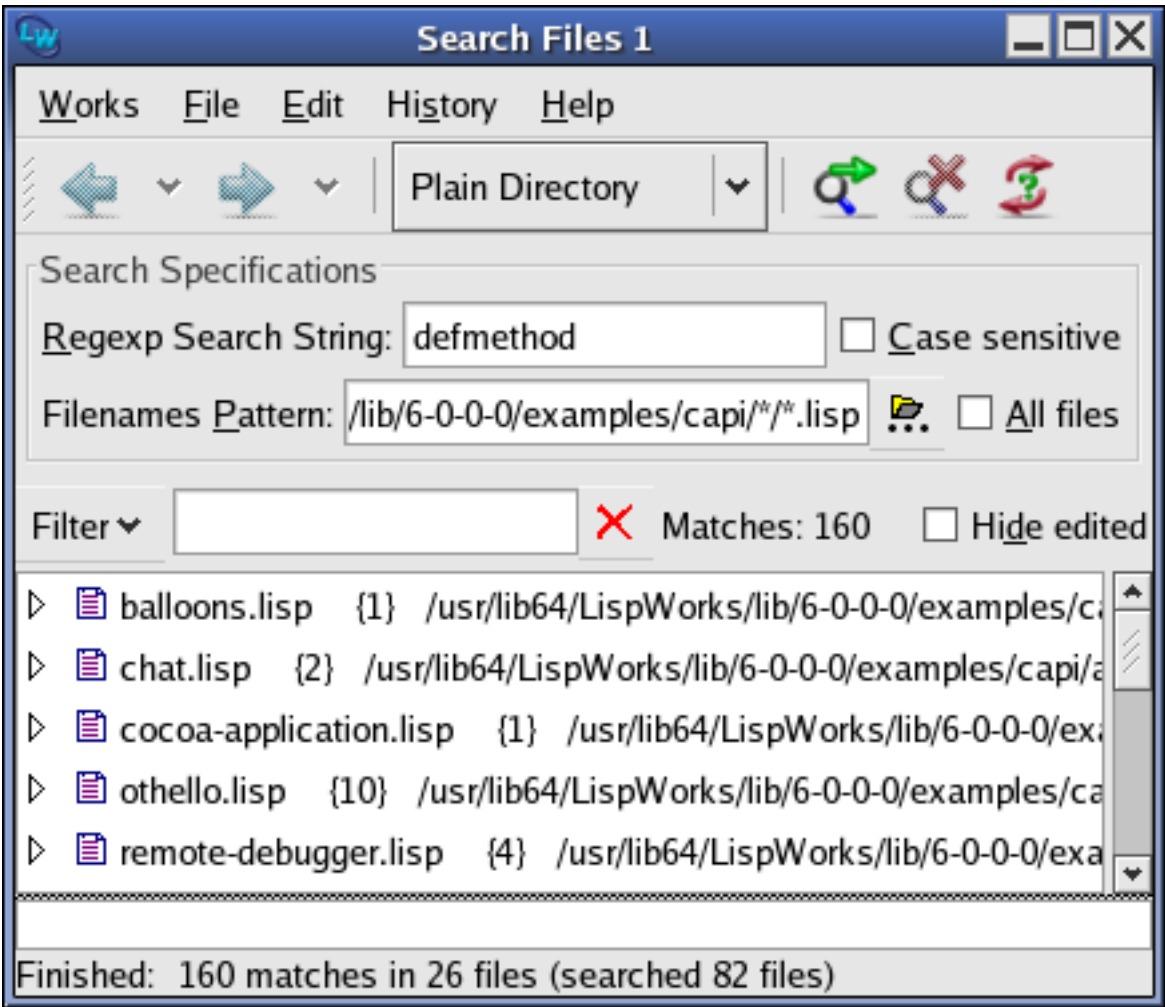 LW Search Files 1
Works File Edit History Help
Plain Directory ?
Search Specifications
Regexp Search String: defmethod Case sensitive
Filenames Pattern: /lib/6-0-0-0/examples/capi/*/*.lisp All files
Filter Matches: 160 Hide edited
balloons.lisp {1} /usr/lib64/LispWorks/lib/6-0-0-0/examples/ca
chat.lisp {2} /usr/lib64/LispWorks/lib/6-0-0-0/examples/capi/a
cocoa-application.lisp {1} /usr/lib64/LispWorks/lib/6-0-0-0/exa
othello.lisp {10} /usr/lib64/LispWorks/lib/6-0-0-0/examples/ca
remote-debugger.lisp {4} /usr/lib64/LispWorks/lib/6-0-0-0/exa
Finished: 160 matches in 26 files (searched 82 files)